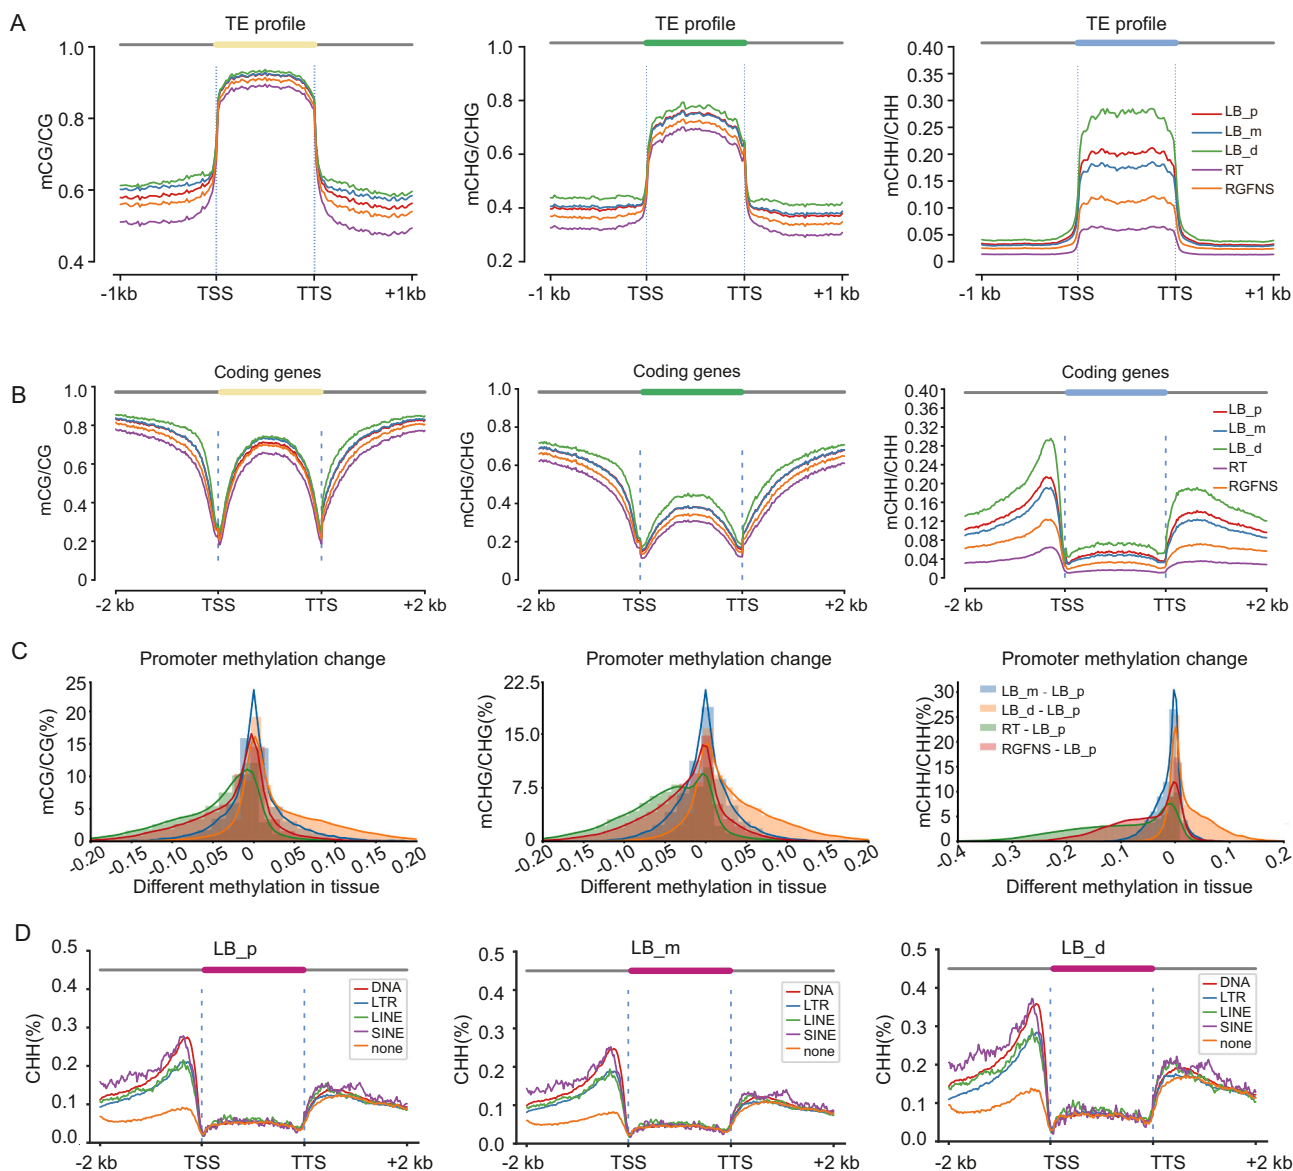 A
TE profile
TE profile
TE profile
mCG/CG
1.0
0.8
0.6
0.4
-1kb
TSS
TTS
+1kb
mCHG/CHG
1.0
0.8
0.6
0.4
0.2
-1 kb
TSS
TTS
+1 kb
mCHH/CHH
0.40
0.30
0.25
0.20
0.15
0.10
0.05
0
-1 kb
TSS
TTS
+1 kb
LB_p
LB_m
LB_d
RT
RGFNS
B
Coding genes
Coding genes
Coding genes
mCG/CG
1.0
0.8
0.6
0.4
0.2
0
-2 kb
TSS
TTS
+2 kb
mCHG/CHG
1.0
0.8
0.6
0.4
0.2
0
-2 kb
TSS
TTS
+2 kb
mCHH/CHH
0.40
0.36
0.32
0.28
0.24
0.20
0.16
0.12
0.08
0.04
0
-2 kb
TSS
TTS
+2 kb
LB_p
LB_m
LB_d
RT
RGFNS
C
Promoter methylation change
Promoter methylation change
Promoter methylation change
mCG/CG(%)
25
20
15
10
5
0
-0.20
-0.15
-0.10
-0.05
0
0.05
0.10
0.15
0.20
Different methylation in tissue
mCHG/CHG(%)
22.5
15.0
7.5
0
-0.20
-0.15
-0.10
-0.05
0
0.05
0.10
0.15
0.20
Different methylation in tissue
mCHH/CHH(%)
30
25
20
15
10
5
0
-0.4
-0.3
-0.2
-0.1
0
0.1
0.2
Different methylation in tissue
LB_m - LB_p
LB_d - LB_p
RT - LB_p
RGFNS - LB_p
D
LB_p
LB_m
LB_d
CHH(%)
0.5
0.4
0.3
0.2
0.1
0.0
-2 kb
TSS
TTS
+2 kb
DNA
LTR
LINE
SINE
none
CHH(%)
0.5
0.4
0.3
0.2
0.1
0.0
-2 kb
TSS
TTS
+2 kb
DNA
LTR
LINE
SINE
none
CHH(%)
0.5
0.4
0.3
0.2
0.1
0.0
-2 kb
TSS
TTS
+2 kb
DNA
LTR
LINE
SINE
none